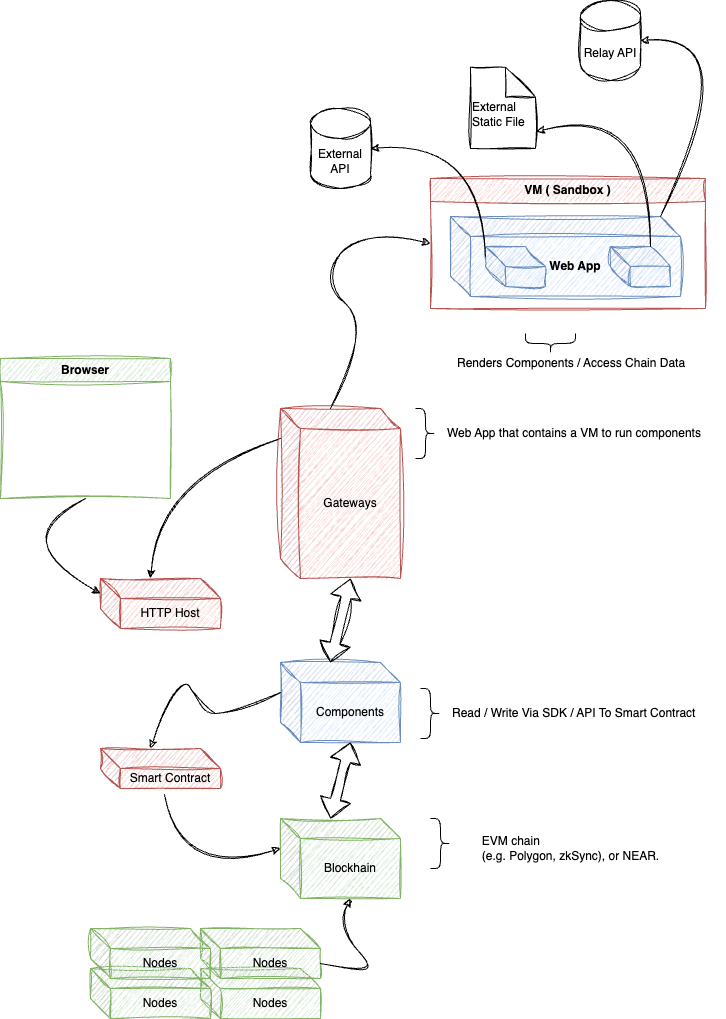 Relay API
External
Static File
External
API
VM ( Sandbox )
Web App
Renders Components / Access Chain Data
Browser
Web App that contains a VM to run components
Gateways
HTTP Host
Components
Read / Write Via SDK / API To Smart Contract
Smart Contract
EVM chain
(e.g. Polygon, zkSync), or NEAR.
Blockhain
Nodes
Nodes
Nodes
Nodes